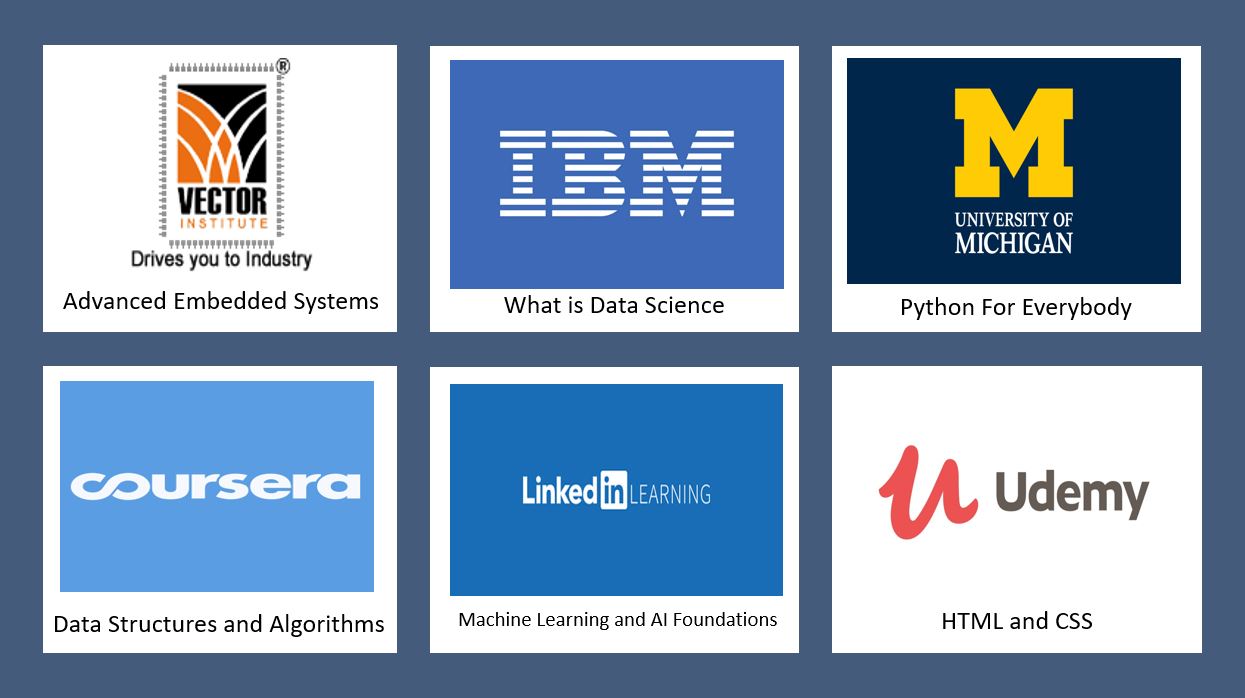 ®
VECTOR
INSTITUTE
Drives you to Industry
Advanced Embedded Systems
IBM
What is Data Science
M
UNIVERSITY OF
MICHIGAN
Python For Everybody
coursera
Data Structures and Algorithms
Linked in LEARNING
Machine Learning and AI Foundations
Udemy
HTML and CSS